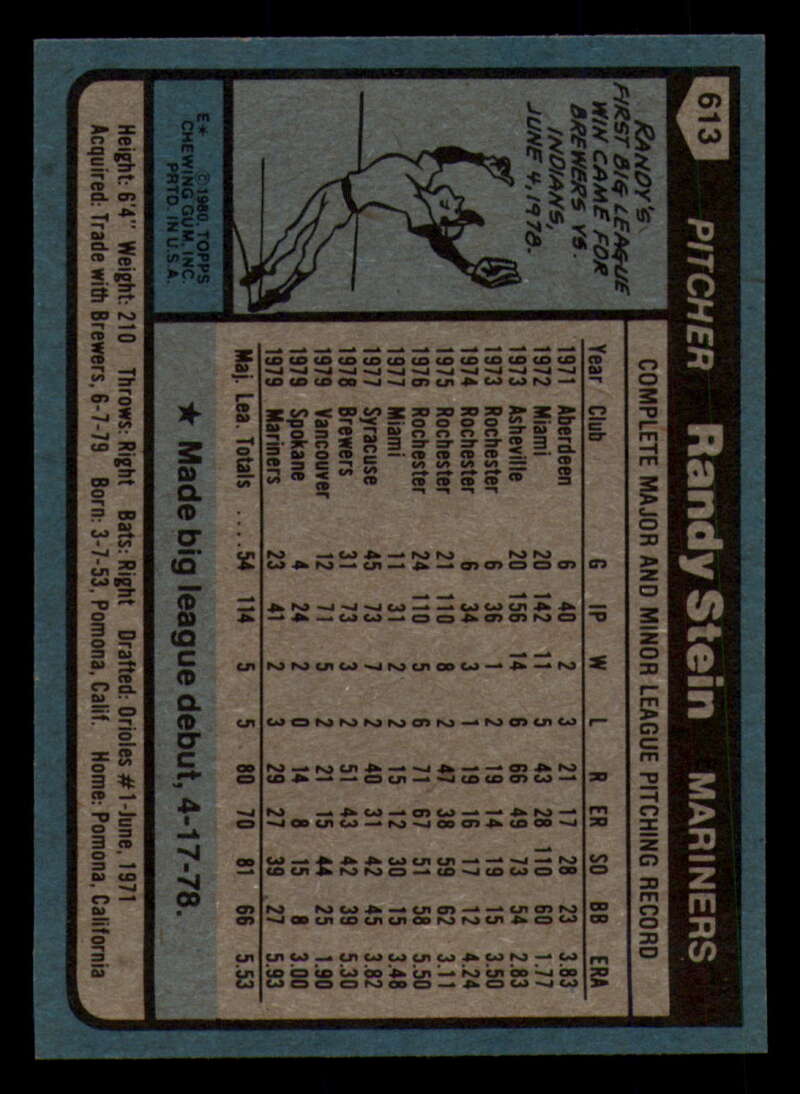 613 PITCHER Randy Stein MARINERS
RANDY'S
FIRST BIG LEAGUE
WIN CAME FOR
BREWERS VS.
INDIANS,
JUNE 4, 1978.
E* © 1980 TOPPS
CHEWING GUM, INC.
PRTD. IN U.S.A.
COMPLETE MAJOR AND MINOR LEAGUE PITCHING RECORD
Year Club G IP W L R ER SO BB ERA
1971 Aberdeen 6 40 2 3 21 17 28 23 3.83
1972 Miami 20 142 11 5 43 28 110 60 1.77
1973 Asheville 20 156 14 6 66 49 73 54 2.83
1973 Rochester 6 36 1 2 19 14 19 15 3.50
1974 Rochester 6 34 3 1 19 16 17 12 4.24
1975 Rochester 21 110 8 2 47 38 59 62 3.11
1976 Rochester 24 110 5 6 71 67 51 58 5.50
1977 Miami 11 31 2 2 15 12 30 15 3.48
1977 Syracuse 45 73 7 2 40 31 42 45 3.82
1978 Brewers 31 73 3 2 51 43 42 39 5.30
1979 Vancouver 12 71 5 2 21 15 44 25 1.90
1979 Spokane 4 24 2 0 14 8 15 8 3.00
1979 Mariners 23 41 2 3 29 27 39 27 5.93
Maj. Lea. Totals .... 54 114 5 5 80 70 81 66 5.53
★ Made big league debut, 4-17-78.
Height: 6'4" Weight: 210 Throws: Right Bats: Right Drafted: Orioles #1-June, 1971
Acquired: Trade with Brewers, 6-7-79 Born: 3-7-53, Pomona, Calif. Home: Pomona, California